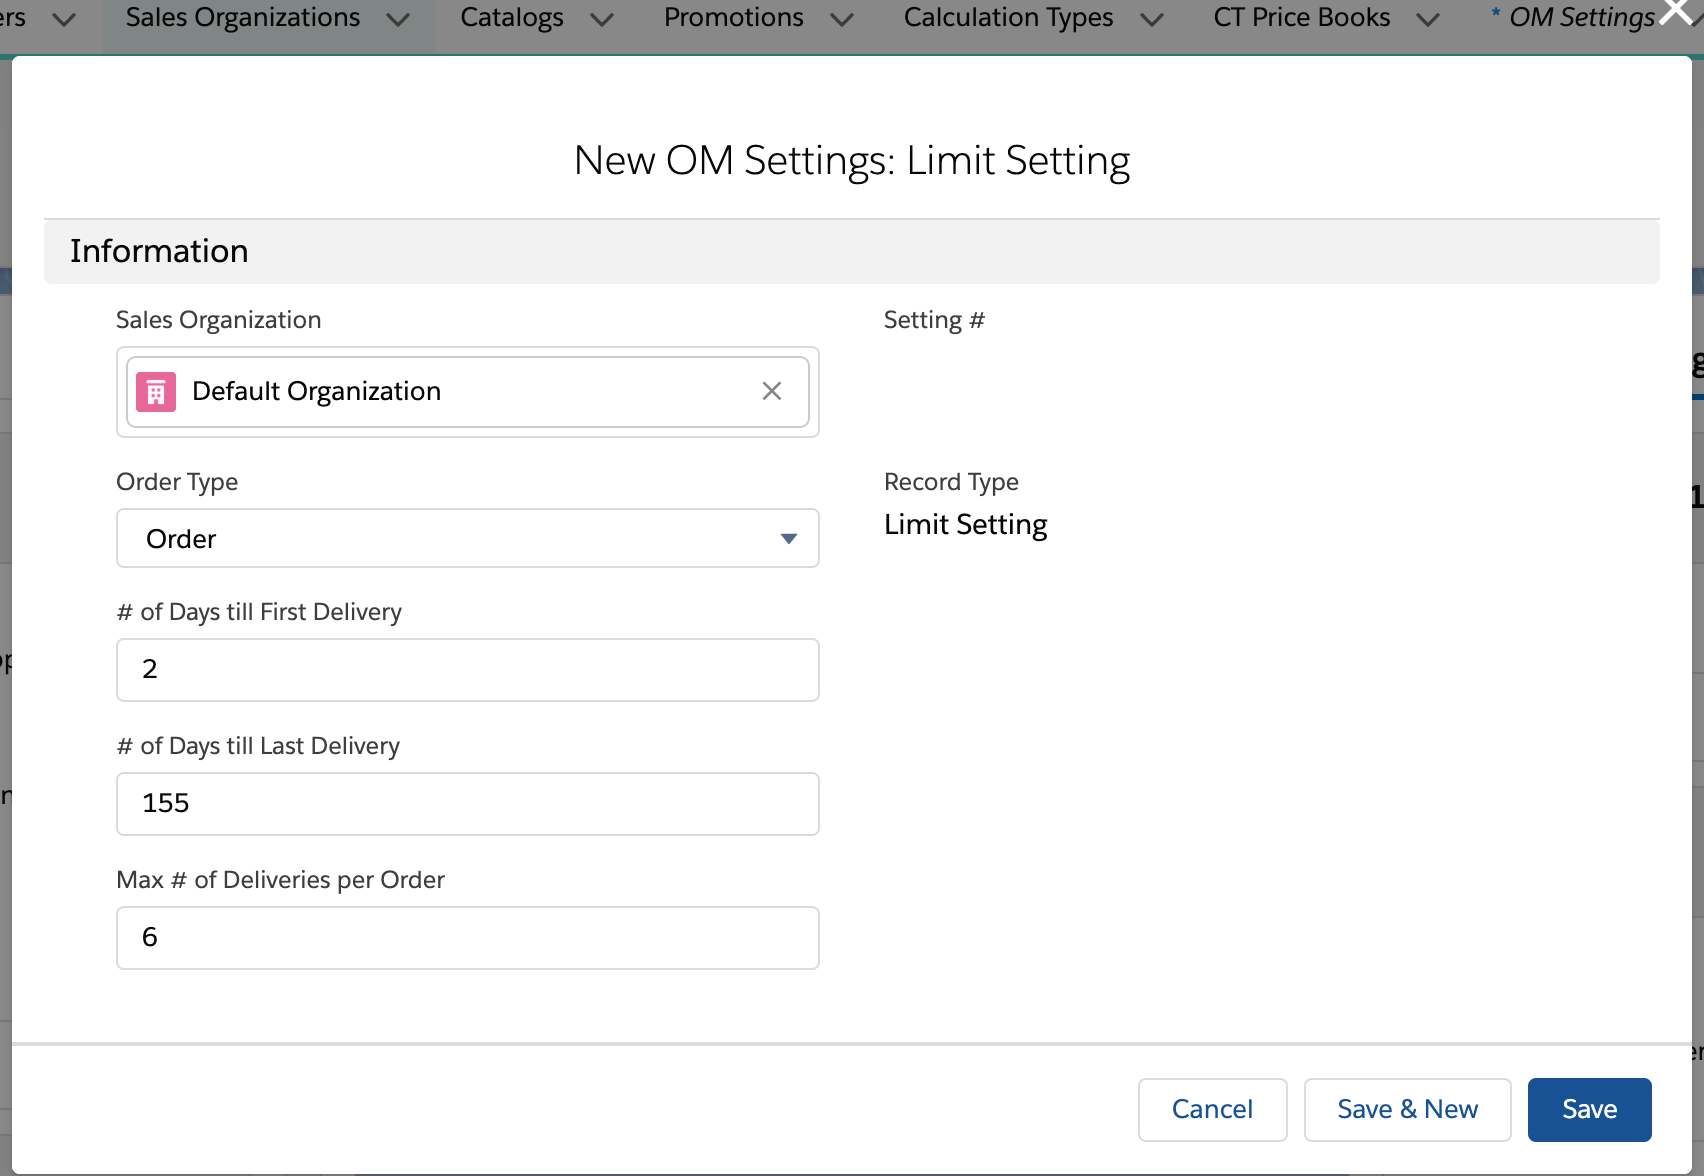 Sales Organizations
Catalogs
Promotions
Calculation Types
CT Price Books
* OM Settings
New OM Settings: Limit Setting
Information
Sales Organization
Default Organization
Setting #
Order Type
Order
Record Type
Limit Setting
# of Days till First Delivery
2
# of Days till Last Delivery
155
Max # of Deliveries per Order
6
Cancel
Save & New
Save